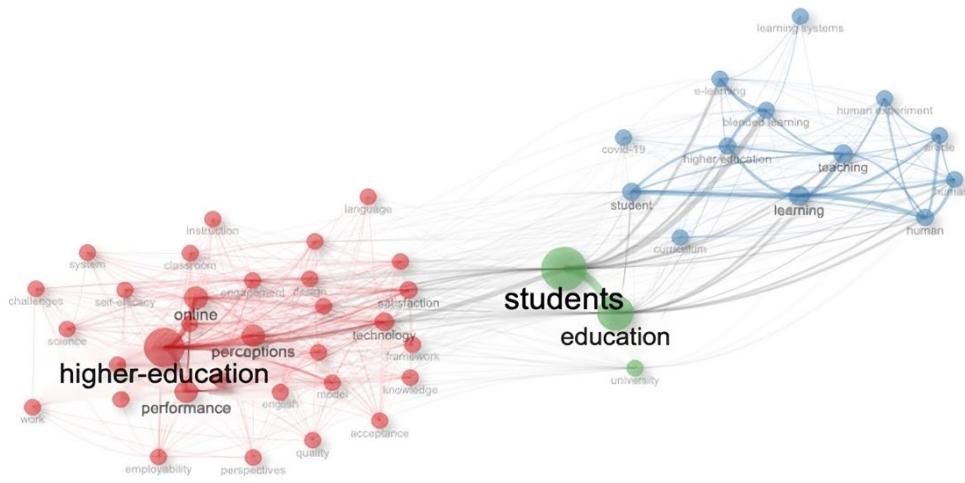 learning systems
e-learning
human experiment
blended learning
covid-19
article
higher education
teaching
human
student
learning
human
curriculum
language
instruction
system
classroom
challenges
self-efficacy
engagement
design
satisfaction
online
students
science
technology
education
perceptions
framework
higher-education
university
model
knowledge
performance
english
work
acceptance
quality
employability
perspectives